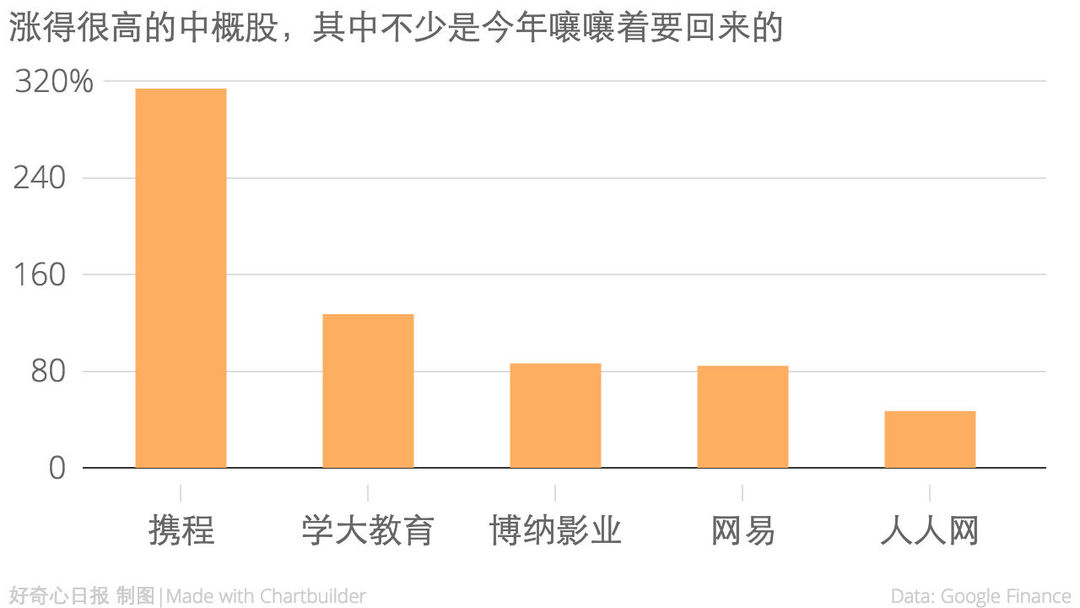 涨得很高的中概股，其中不少是今年嚷嚷着要回来的
320%
240
160
80
0
携程 学大教育 博纳影业 网易 人人网
好奇心日报 制图|Made with Chartbuilder Data: Google Finance